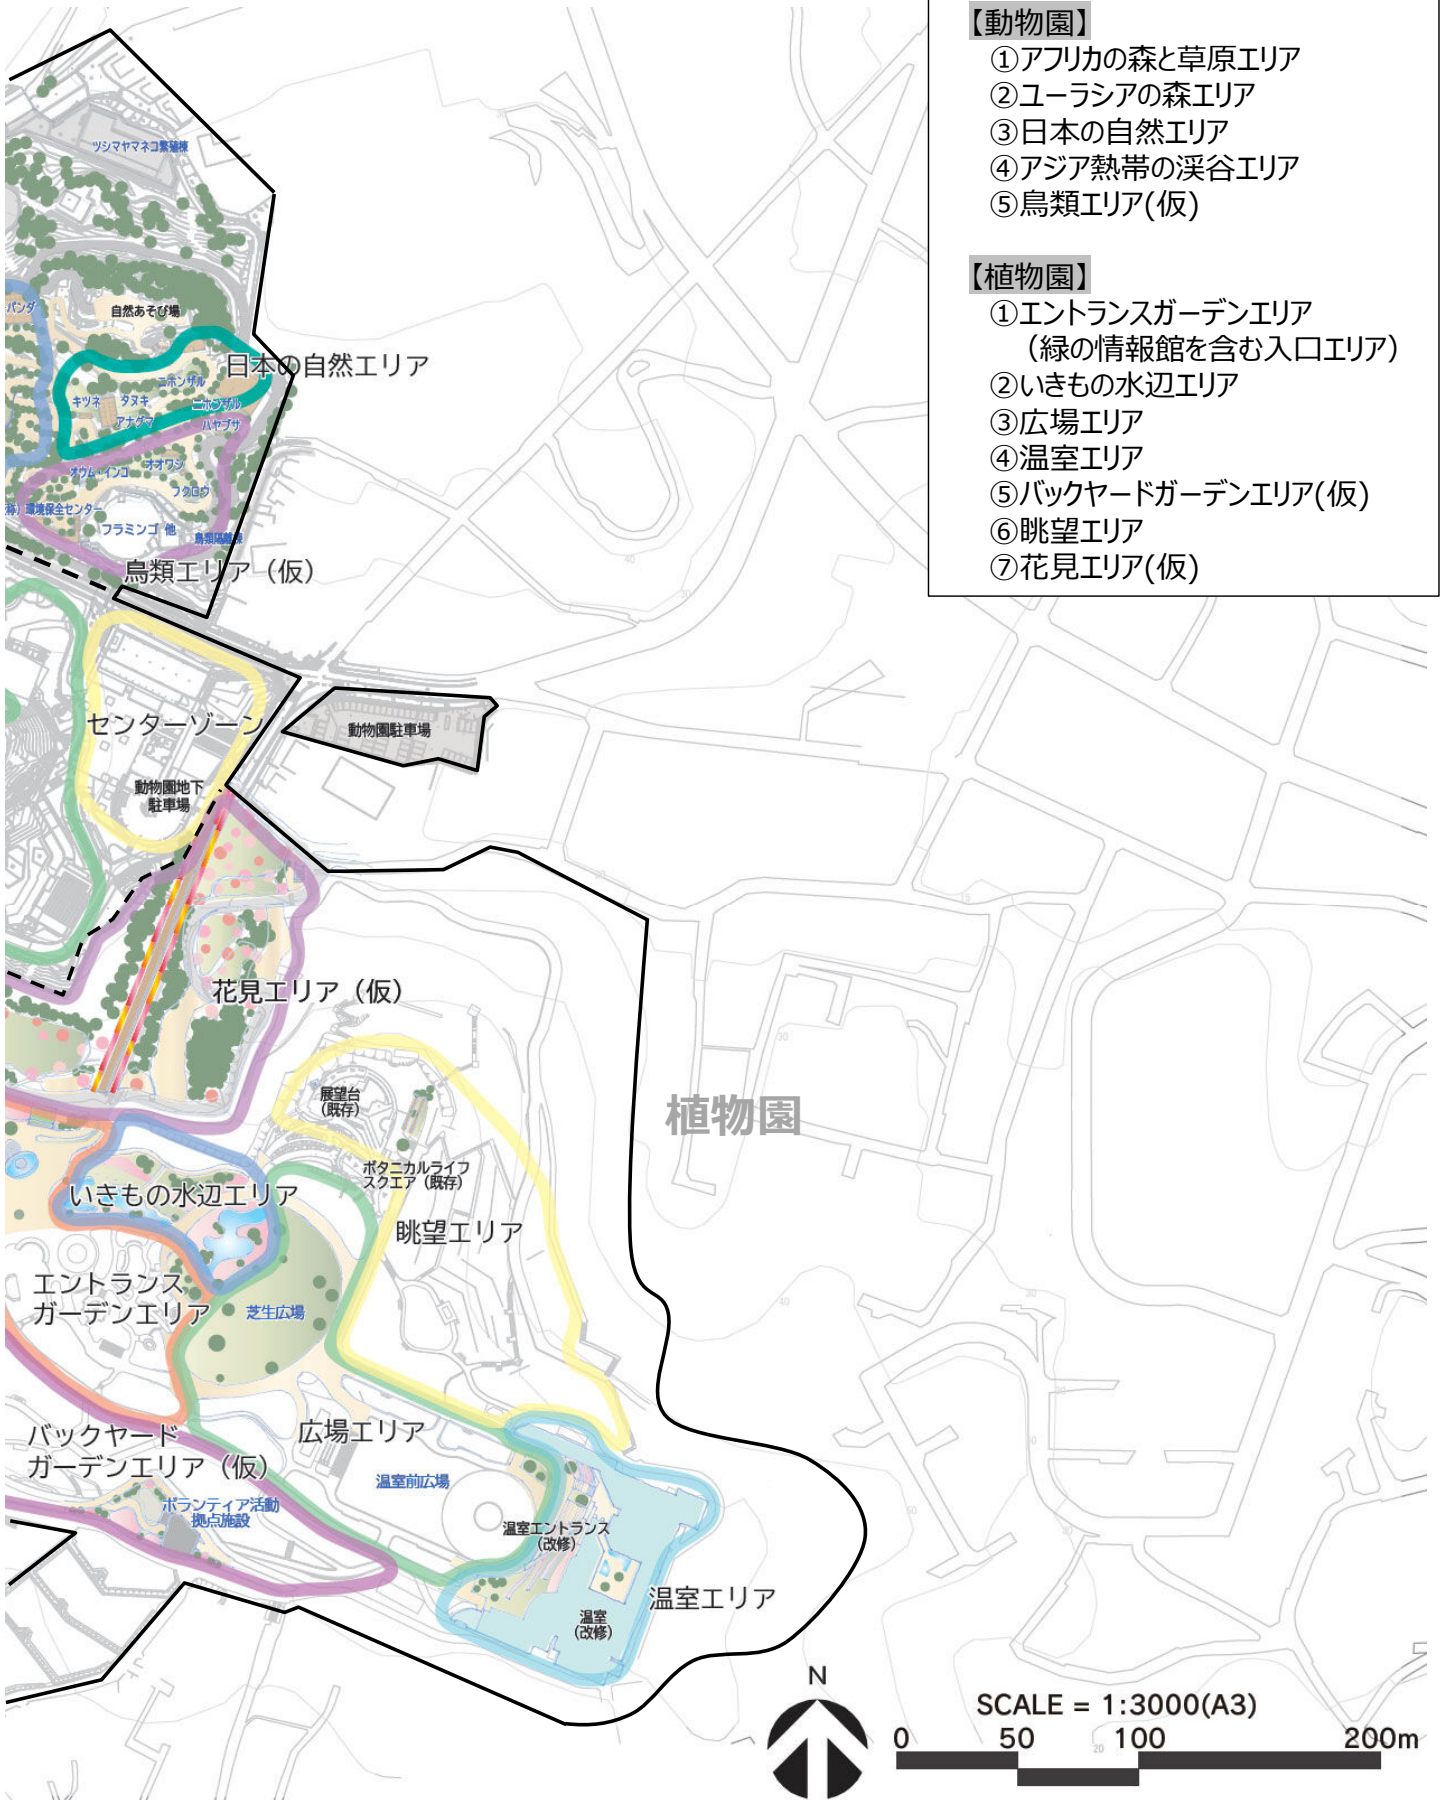 【動物園】
①アフリカの森と草原エリア
②ユーラシアの森エリア
③日本の自然エリア
④アジア熱帯の渓谷エリア
⑤鳥類エリア(仮)
【植物園】
①エントランスガーデンエリア
（緑の情報館を含む入口エリア）
②いきもの水辺エリア
③広場エリア
④温室エリア
⑤バックヤードガーデンエリア(仮)
⑥眺望エリア
⑦花見エリア(仮)
ツシマヤマネコ繁殖棟
パンダ
自然あそび場
日本の自然エリア
ニホンザル
キツネ
タヌキ
ニホンザル
アナグマ
ハヤブサ
オウム・インコ
オオワシ
フクロウ
称）環境保全センター
フラミンゴ 他
鳥類隔離棟
鳥類エリア（仮）
センターゾーン
動物園駐車場
動物園地下
駐車場
花見エリア（仮）
展望台
（既存）
植物園
ボタニカルライフ
スクエア（既存）
いきもの水辺エリア
眺望エリア
エントランス
ガーデンエリア
芝生広場
広場エリア
バックヤード
ガーデンエリア（仮）
温室前広場
ボランティア活動
拠点施設
温室エントランス
（改修）
温室エリア
温室
（改修）
N
SCALE = 1:3000(A3)
0 50 100 200m